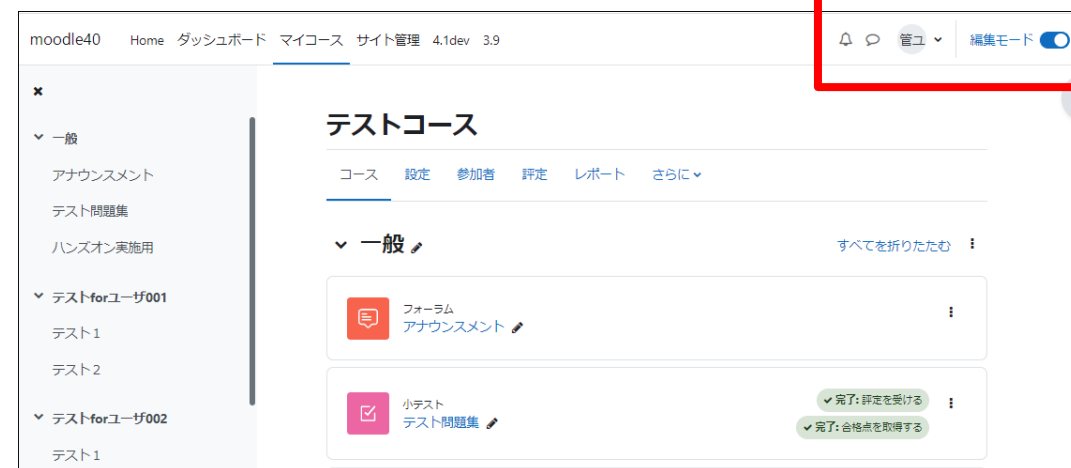 moodle40 Home ダッシュボード マイコース サイト管理 4.1dev 3.9 管ユ 編集モード
一般
アナウンスメント
テスト問題集
ハンズオン実施用
テストforユーザ001
テスト1
テスト2
テストforユーザ002
テスト1
テストコース
コース 設定 参加者 評定 レポート さらに
一般 すべてを折りたたむ
フォーラム
アナウンスメント
小テスト
テスト問題集
完了: 評定を受ける
完了: 合格点を取得する